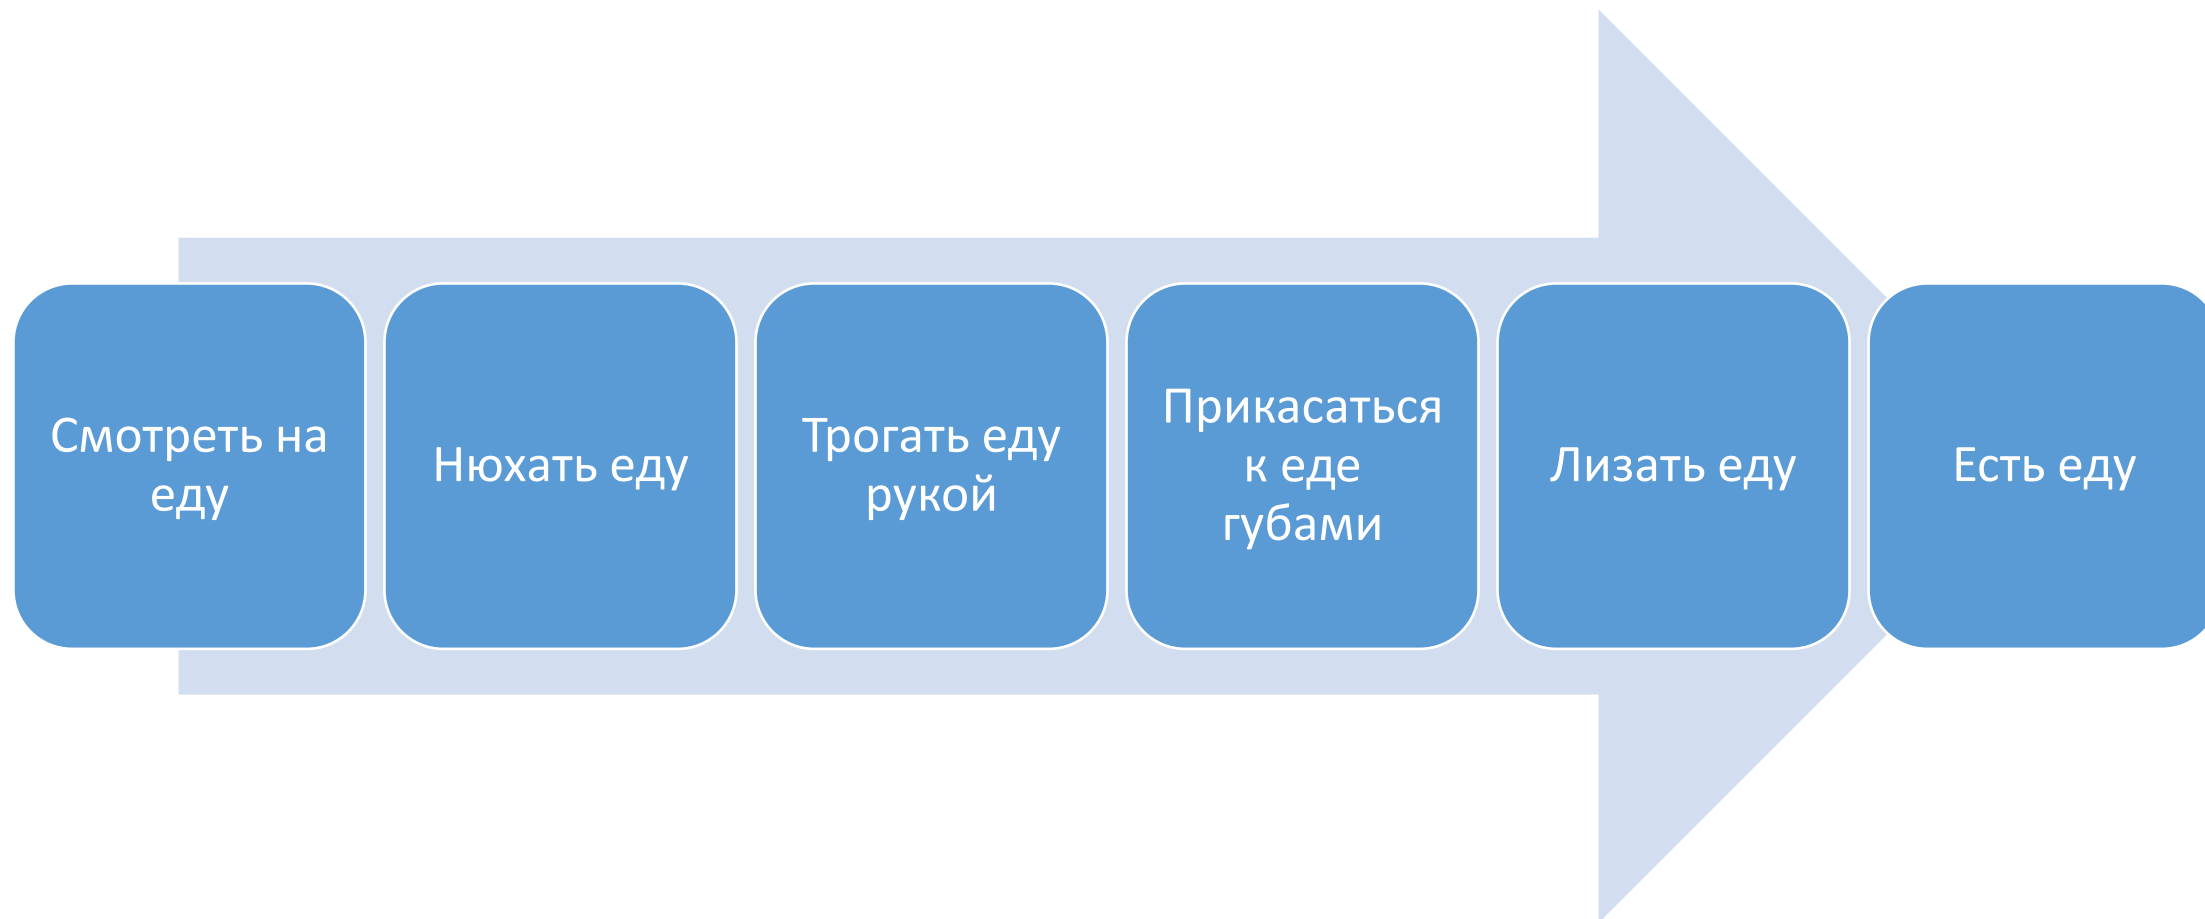 Смотреть на
еду
Нюхать еду
Трогать еду
рукой
Прикасаться
к еде
губами
Лизать еду
Есть еду